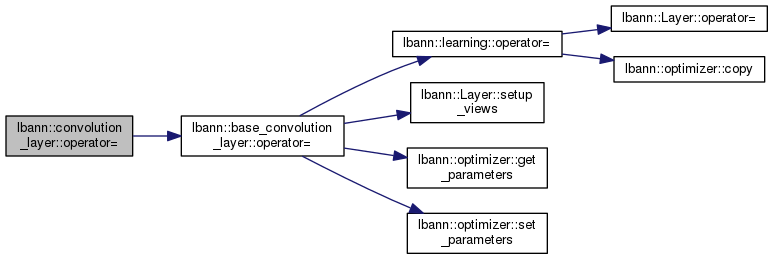 lbann::convolution
_layer::operator=
lbann::base_convolution
_layer::operator=
lbann::learning::operator=
lbann::Layer::operator=
lbann::optimizer::copy
lbann::Layer::setup
_views
lbann::optimizer::get
_parameters
lbann::optimizer::set
_parameters